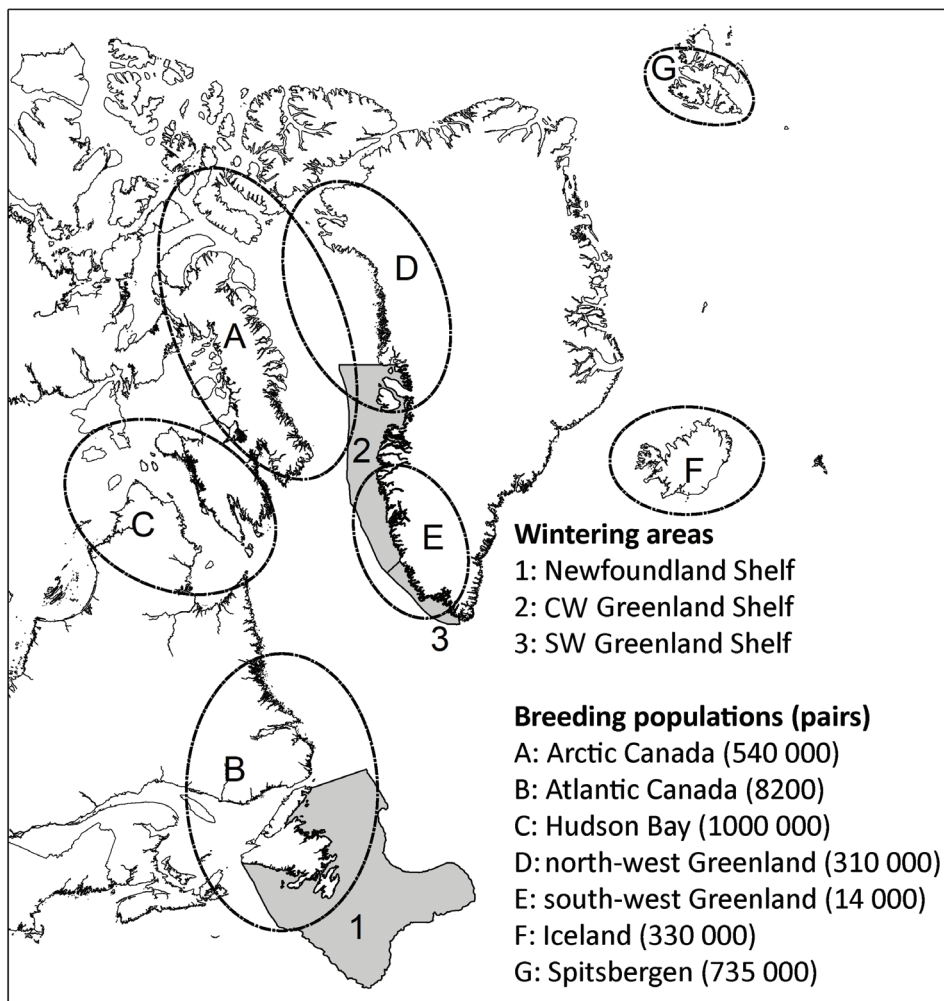 G
D
A
2
F
C
E
3
B
1
Wintering areas
1: Newfoundland Shelf
2: CW Greenland Shelf
3: SW Greenland Shelf
Breeding populations (pairs)
A: Arctic Canada (540 000)
B: Atlantic Canada (8200)
C: Hudson Bay (1000 000)
D: north-west Greenland (310 000)
E: south-west Greenland (14 000)
F: Iceland (330 000)
G: Spitsbergen (735 000)